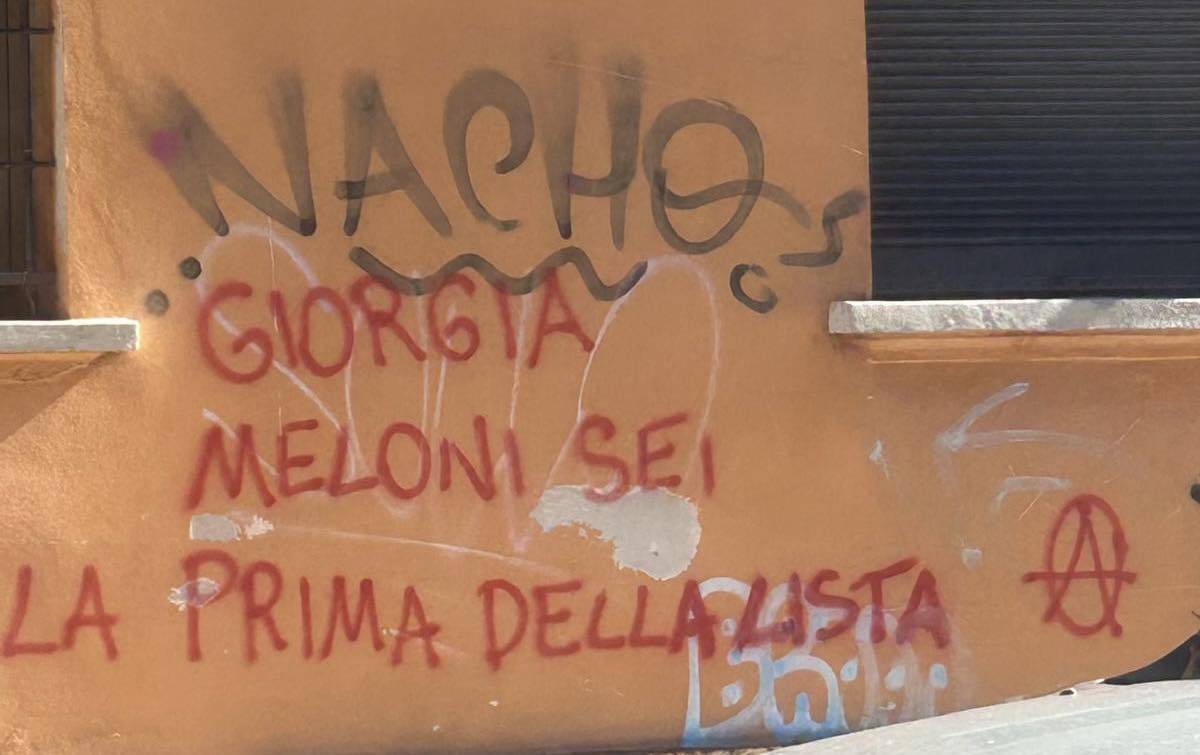 NACHO
GIORGIA
MELONI SEI
LA PRIMA DELLA LISTA